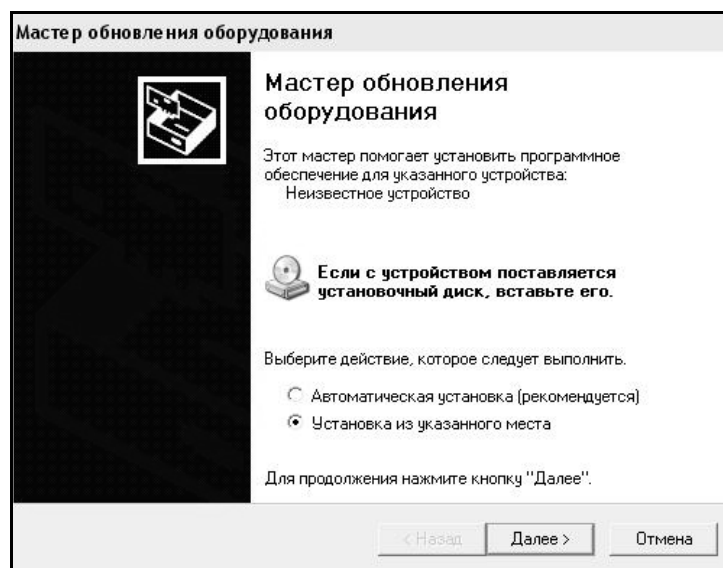 Мастер обновления оборудования
Мастер обновления
оборудования
Этот мастер помогает установить программное
обеспечение для указанного устройства:
Неизвестное устройство
Если с устройством поставляется
установочный диск, вставьте его.
Выберите действие, которое следует выполнить.
Автоматическая установка (рекомендуется)
Установка из указанного места
Для продолжения нажмите кнопку "Далее".
< Назад
Далее >
Отмена